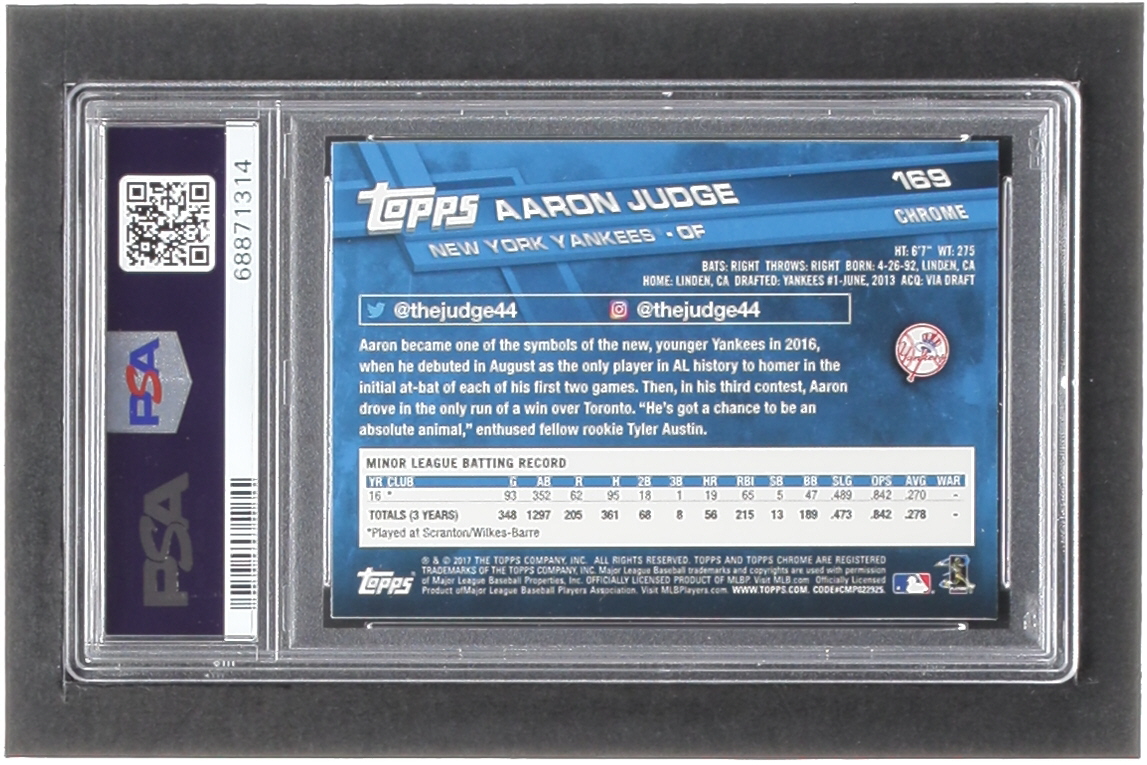 PSA
PSA
68871314
Topps AARON JUDGE 169
NEW YORK YANKEES - OF CHROME
HT: 6'7" WT: 275
BATS: RIGHT THROWS: RIGHT BORN: 4-26-92, LINDEN, CA
HOME: LINDEN, CA DRAFTED: YANKEES #1-JUNE, 2013 ACQ: VIA DRAFT
@thejudge44 @thejudge44
Aaron became one of the symbols of the new, younger Yankees in 2016,
when he debuted in August as the only player in AL history to homer in the
initial at-bat of each of his first two games. Then, in his third contest, Aaron
drove in the only run of a win over Toronto. “He's got a chance to be an
absolute animal,” enthused fellow rookie Tyler Austin.
Yankees
MINOR LEAGUE BATTING RECORD
YR CLUB G AB R H 2B 3B HR RBI SB BB SLG OPS AVG WAR
16 * 93 352 62 95 18 1 19 65 5 47 .489 .842 .270 -
TOTALS (3 YEARS) 348 1297 205 361 68 8 56 215 13 189 .473 .842 .278 -
*Played at Scranton/Wilkes-Barre
Topps
® & © 2017 THE TOPPS COMPANY, INC. ALL RIGHTS RESERVED. TOPPS AND TOPPS CHROME ARE REGISTERED
TRADEMARKS OF THE TOPPS COMPANY, INC. Major League Baseball trademarks and copyrights are used with permission
of Major League Baseball Properties, Inc. OFFICIALLY LICENSED PRODUCT OF MLBP. Visit MLB.com Officially Licensed
Product of Major League Baseball Players Association. Visit MLBPlayers.com. WWW.TOPPS.COM. CODE#CMP022925.